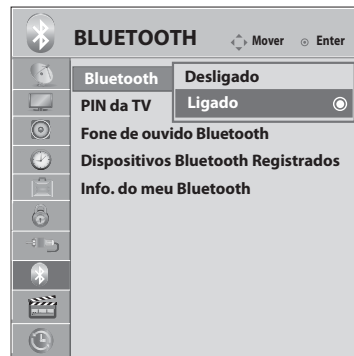 BLUETOOTH Mover Enter
Bluetooth Desligado
PIN da TV Ligado
Fone de ouvido Bluetooth
Dispositivos Bluetooth Registrados
Info. do meu Bluetooth